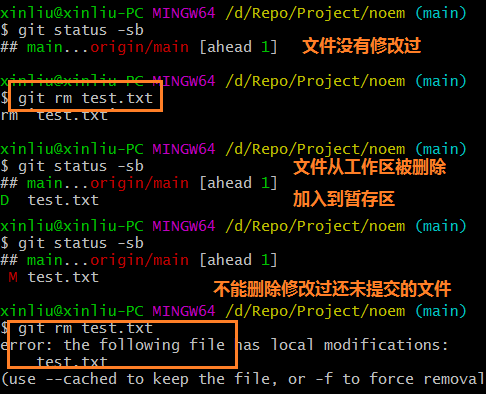 xinliu@xinliu-PC MINGW64 /d/Repo/Project/noem (main)
$ git status -sb
## main...origin/main [ahead 1] 文件没有修改过
xinliu@xinliu-PC MINGW64 /d/Repo/Project/noem (main)
$ git rm test.txt
rm 'test.txt'
xinliu@xinliu-PC MINGW64 /d/Repo/Project/noem (main)
$ git status -sb 文件从工作区被删除
## main...origin/main [ahead 1]
D  test.txt 加入到暂存区
xinliu@xinliu-PC MINGW64 /d/Repo/Project/noem (main)
$ git status -sb
## main...origin/main [ahead 1]
 M test.txt
不能删除修改过还未提交的文件
xinliu@xinliu-PC MINGW64 /d/Repo/Project/noem (main)
$ git rm test.txt
error: the following file has local modifications:
    test.txt
(use --cached to keep the file, or -f to force removal